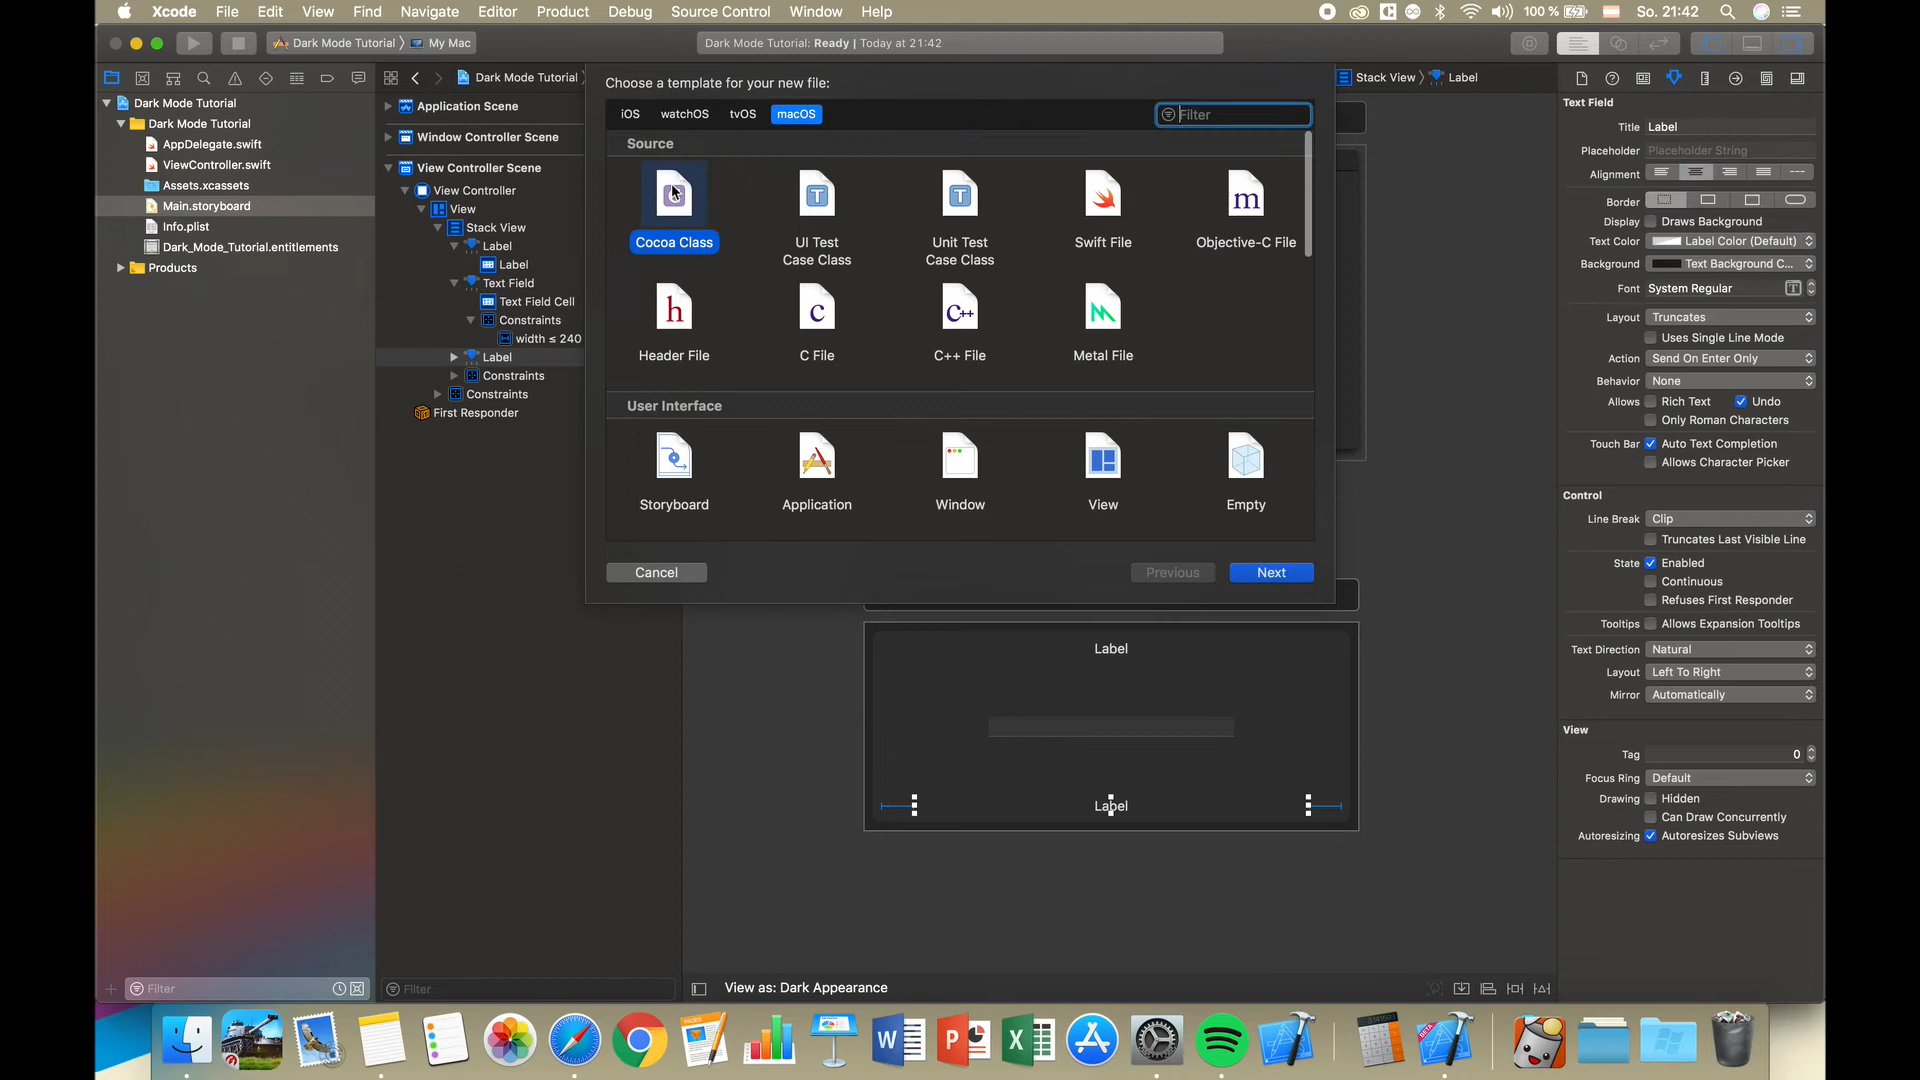 Xcode File Edit View Find Navigate Editor Product Debug Source Control Window Help 100 % So. 21:42
Dark Mode Tutorial My Mac Dark Mode Tutorial: Ready | Today at 21:42
Dark Mode Tutorial Stack View Label
Choose a template for your new file:
iOS watchOS tvOS macOS Filter
Source
Cocoa Class
UI Test
Case Class
Unit Test
Case Class
Swift File
Objective-C File
Header File
C File
C++ File
Metal File
User Interface
Storyboard
Application
Window
View
Empty
Cancel Previous Next
Dark Mode Tutorial
Dark Mode Tutorial
AppDelegate.swift
ViewController.swift
Assets.xcassets
Main.storyboard
Info.plist
Dark_Mode_Tutorial.entitlements
Products
Filter
Application Scene
Window Controller Scene
View Controller Scene
View Controller
View
Stack View
Label
Label
Text Field
Text Field Cell
Constraints
width ≤ 240
Label
Constraints
Constraints
First Responder
Filter
Label
Label
View as: Dark Appearance
Text Field
Title Label
Placeholder Placeholder String
Alignment
Border
Display Draws Background
Text Color Label Color (Default)
Background Text Background C...
Font System Regular
Layout Truncates
Uses Single Line Mode
Action Send On Enter Only
Behavior None
Allows Rich Text Undo
Only Roman Characters
Touch Bar Auto Text Completion
Allows Character Picker
Control
Line Break Clip
Truncates Last Visible Line
State Enabled
Continuous
Refuses First Responder
Tooltips Allows Expansion Tooltips
Text Direction Natural
Layout Left To Right
Mirror Automatically
View
Tag 0
Focus Ring Default
Drawing Hidden
Can Draw Concurrently
Autoresizing Autoresizes Subviews